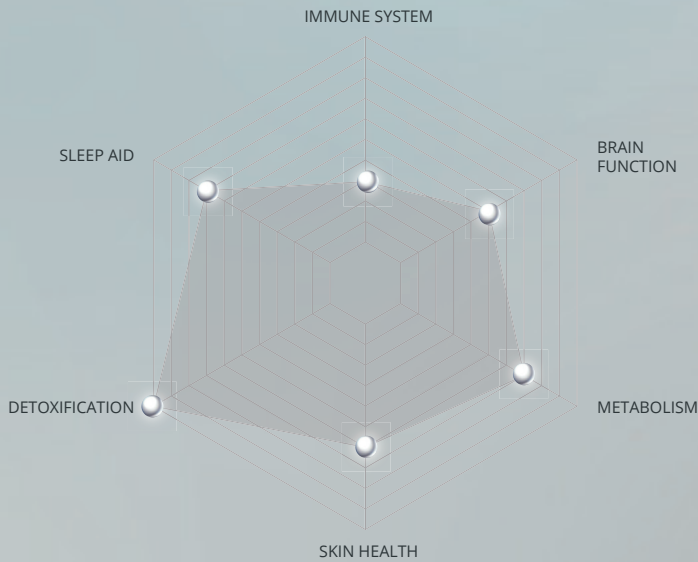 IMMUNE SYSTEM
SLEEP AID
BRAIN
FUNCTION
DETOXIFICATION
METABOLISM
SKIN HEALTH